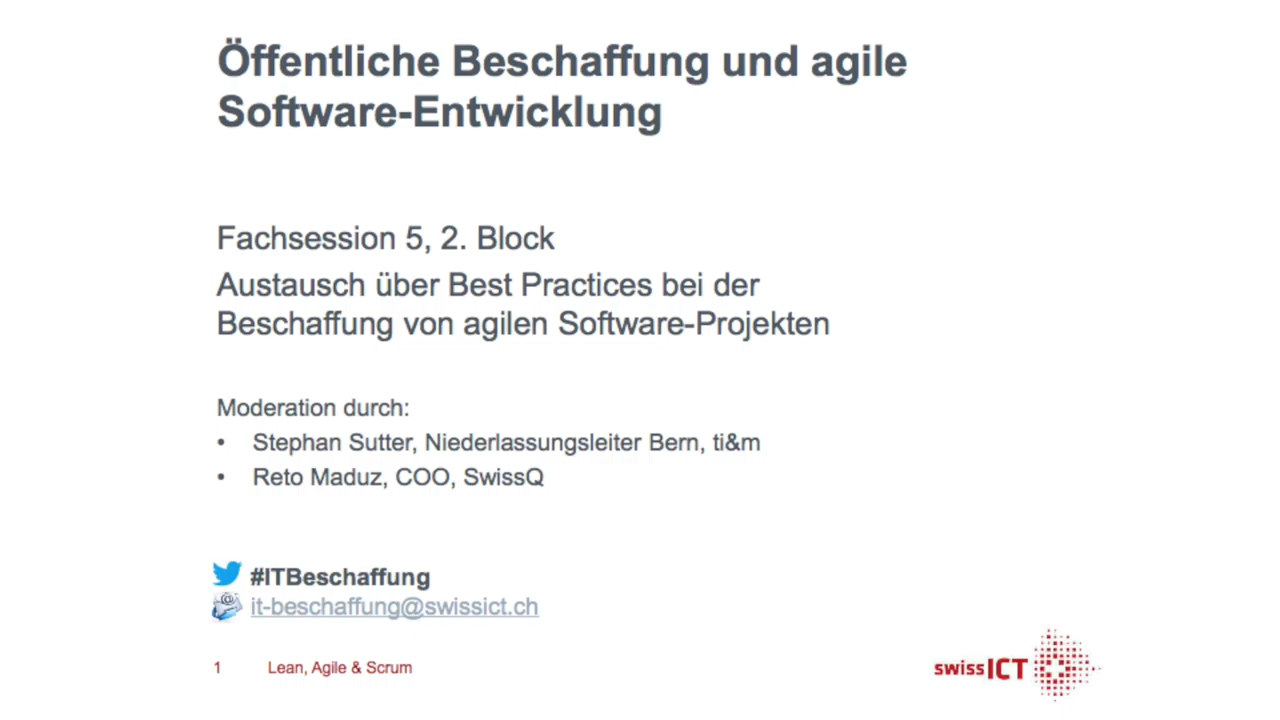 Öffentliche Beschaffung und agile
Software-Entwicklung
Fachsession 5, 2. Block
Austausch über Best Practices bei der
Beschaffung von agilen Software-Projekten
Moderation durch:
• Stephan Sutter, Niederlassungsleiter Bern, ti&m
• Reto Maduz, COO, SwissQ
#ITBeschaffung
it-beschaffung@swissict.ch
1 Lean, Agile & Scrum
swissICT